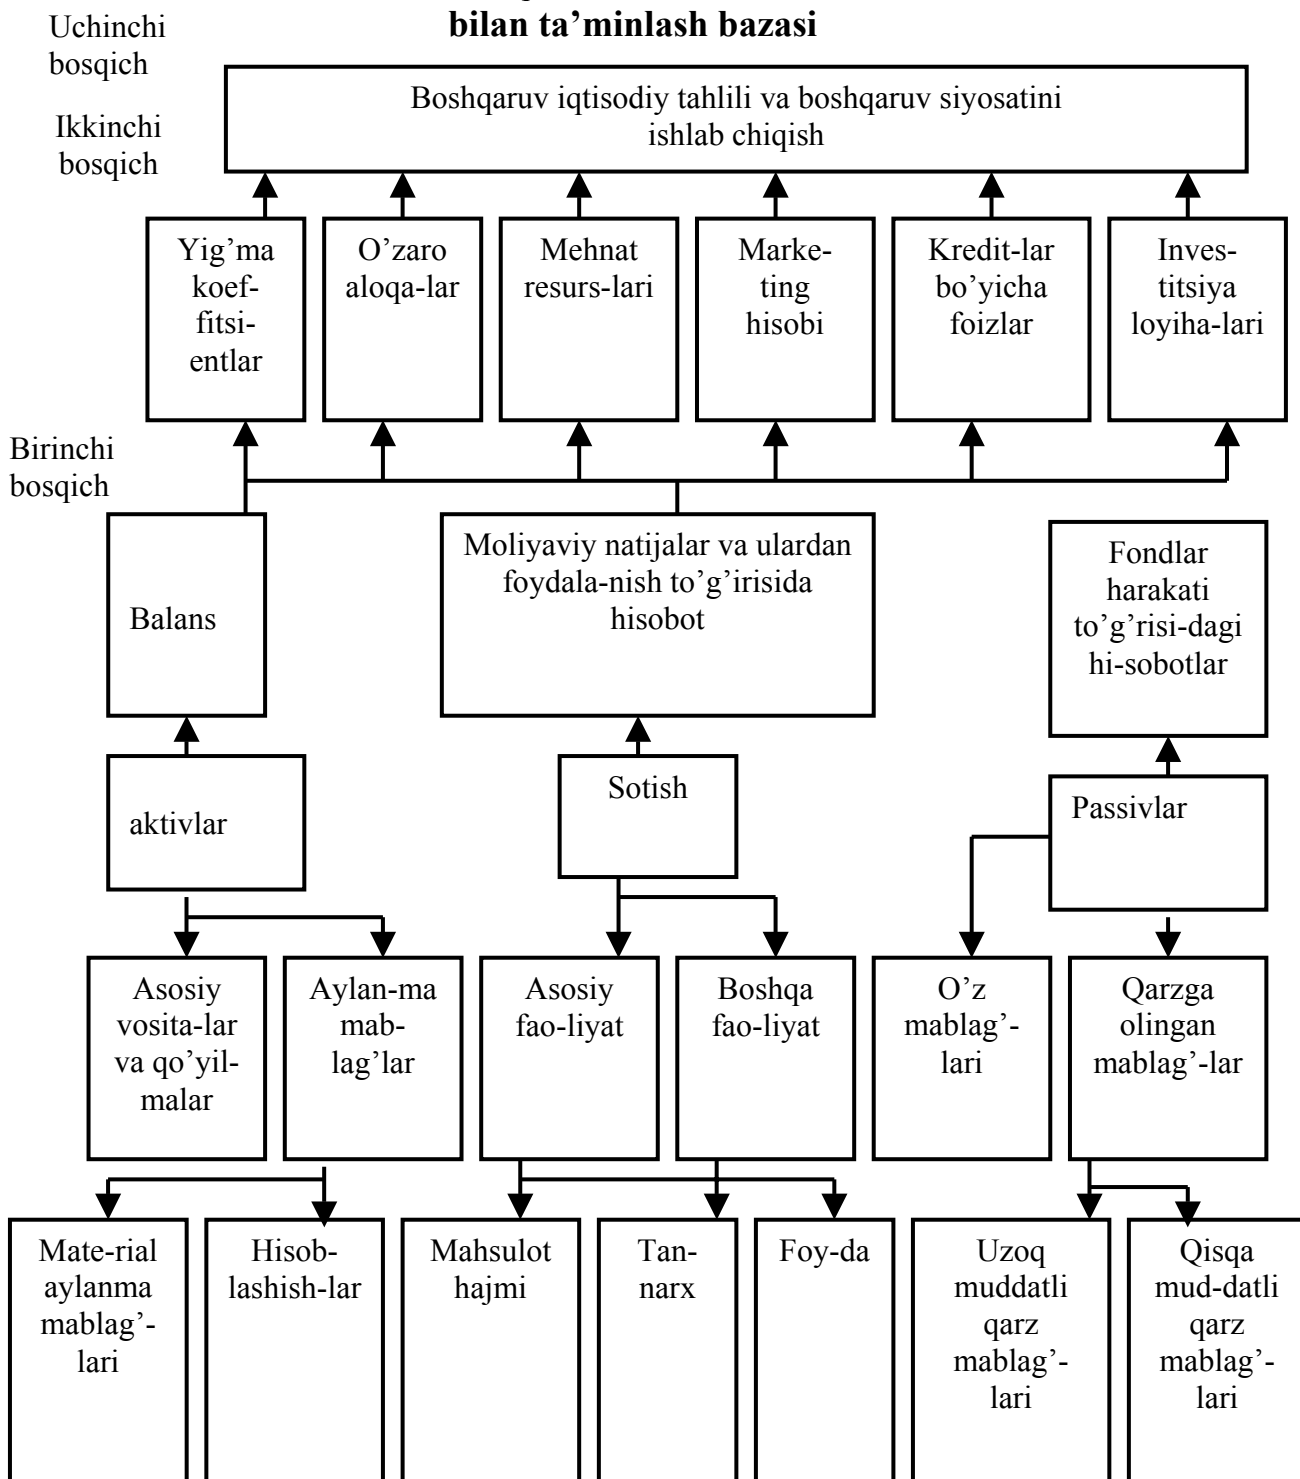 bilan ta’minlash bazasi
Uchinchi
bosqich
Boshqaruv iqtisodiy tahlili va boshqaruv siyosatini
ishlab chiqish
Ikkinchi
bosqich
Yig’ma
koef-
fitsi-
entlar
O’zaro
aloqa-lar
Mehnat
resurs-lari
Marke-
ting
hisobi
Kredit-lar
bo’yicha
foizlar
Inves-
titsiya
loyiha-lari
Birinchi
bosqich
Balans
Moliyaviy natijalar va ulardan
foydala-nish to’g’irisida
hisobot
Fondlar
harakati
to’g’risi-dagi
hi-sobotlar
aktivlar
Sotish
Passivlar
Asosiy
vosita-lar
va qo’yil-
malar
Aylan-ma
mab-
lag’lar
Asosiy
fao-liyat
Boshqa
fao-liyat
O’z
mablag’-
lari
Qarzga
olingan
mablag’-lar
Mate-rial
aylanma
mablag’-
lari
Hisob-
lashish-lar
Mahsulot
hajmi
Tan-
narx
Foy-da
Uzoq
muddatli
qarz
mablag’-
lari
Qisqa
mud-datli
qarz
mablag’-
lari